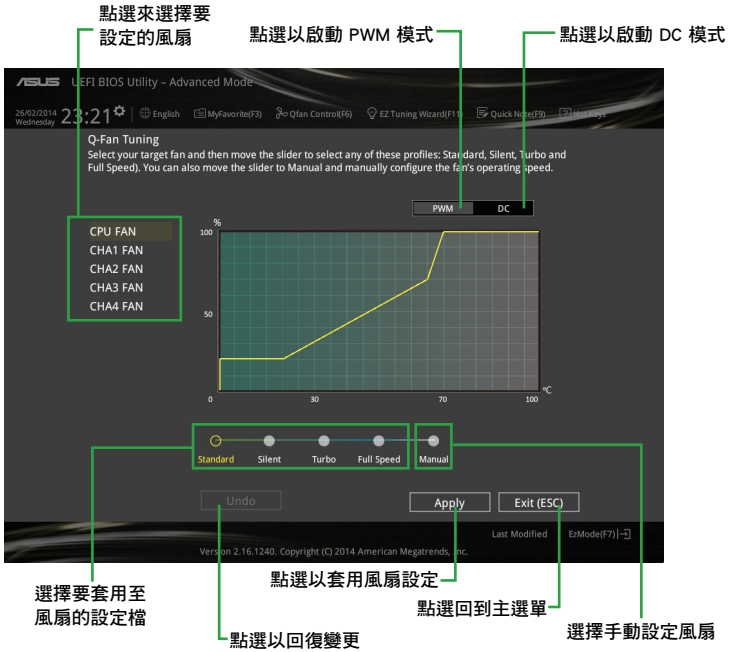 點選來選擇要
設定的風扇
點選以啟動 PWM 模式
點選以啟動 DC 模式
ASUS UEFI BIOS Utility – Advanced Mode
26/02/2014
Wednesday
23:21
English
MyFavorite(F3)
Qfan Control(F6)
EZ Tuning Wizard(F11)
Quick Note(F9)
Hot Keys
Q-Fan Tuning
Select your target fan and then move the slider to select any of these profiles: Standard, Silent, Turbo and
Full Speed). You can also move the slider to Manual and manually configure the fan's operating speed.
PWM
DC
CPU FAN
CHA1 FAN
CHA2 FAN
CHA3 FAN
CHA4 FAN
%
100
50
0
30
70
100
°C
Standard
Silent
Turbo
Full Speed
Manual
Undo
Apply
Exit (ESC)
Last Modified
EzMode(F7)
Version 2.16.1240. Copyright (C) 2014 American Megatrends, Inc.
選擇要套用至
風扇的設定檔
點選以套用風扇設定
點選回到主選單
點選以回復變更
選擇手動設定風扇